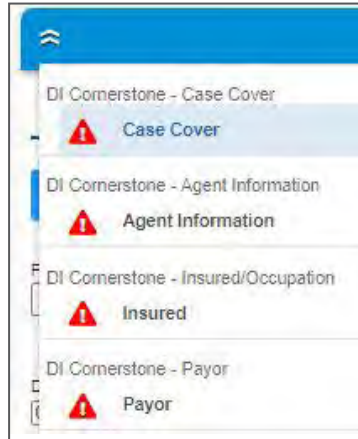 DI Cornerstone - Case Cover
Case Cover
DI Cornerstone - Agent Information
Agent Information
DI Cornerstone - Insured/Occupation
Insured
DI Cornerstone - Payor
Payor